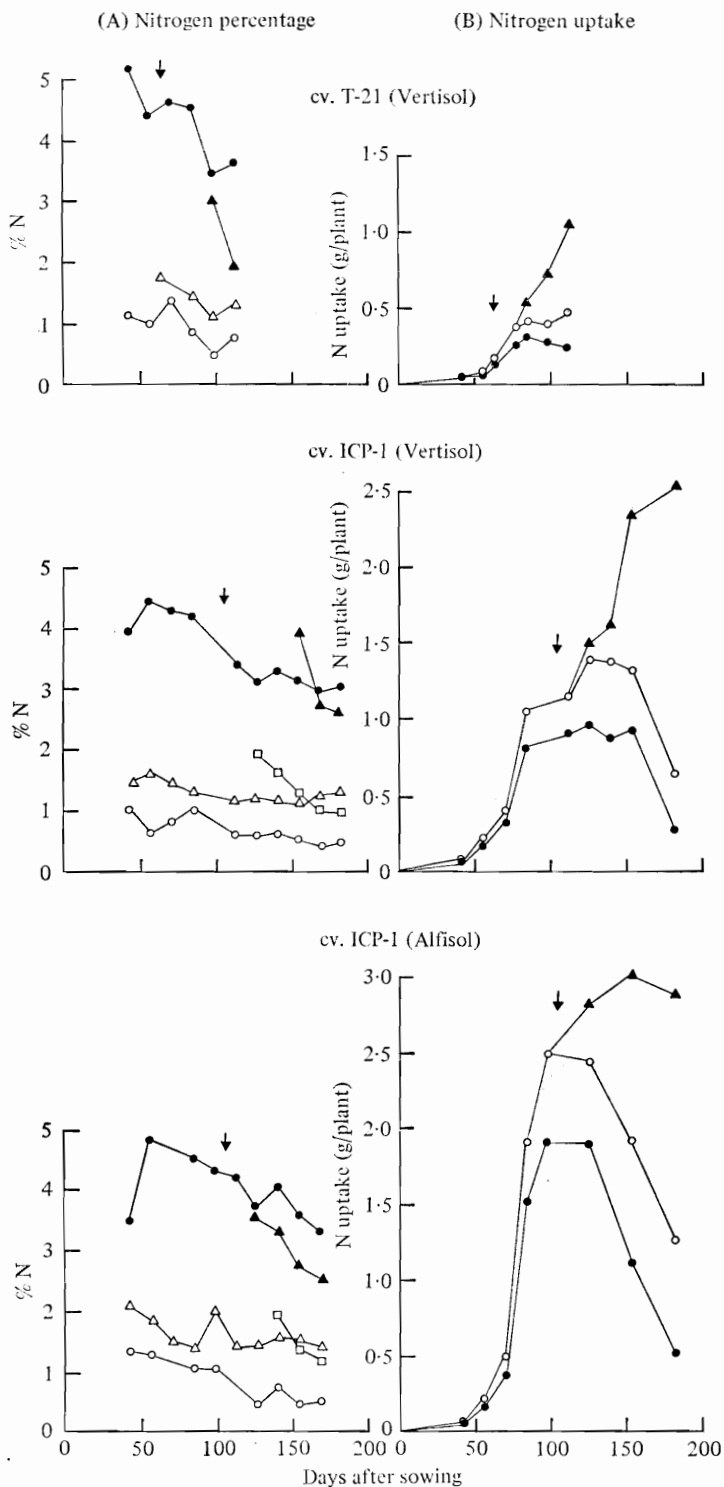 (A) Nitrogen percentage
(B) Nitrogen uptake
cv. T-21 (Vertisol)
5
4
3
2
1
0
% N
1·5
1·0
0·5
0
N uptake (g/plant)
cv. ICP-1 (Vertisol)
5
4
3
2
1
0
% N
2·5
2·0
1·5
1·0
0·5
0
N uptake (g/plant)
cv. ICP-1 (Alfisol)
5
4
3
2
1
0
% N
3·0
2·5
2·0
1·5
1·0
0·5
0
N uptake (g/plant)
0 50 100 150 200
0 50 100 150 200
Days after sowing